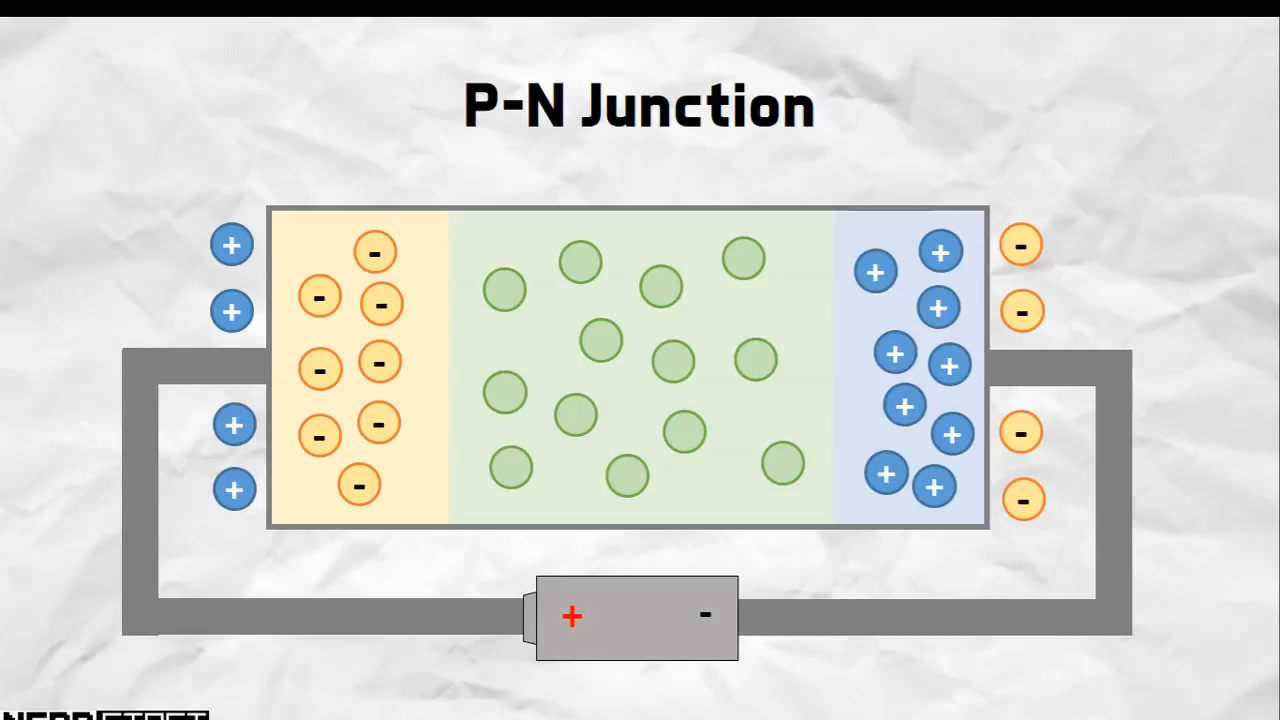 P-N Junction
+ - + -
+ - - + + -
+ -
- - + +
+ - + -
- - +
+ - + + -
+ -